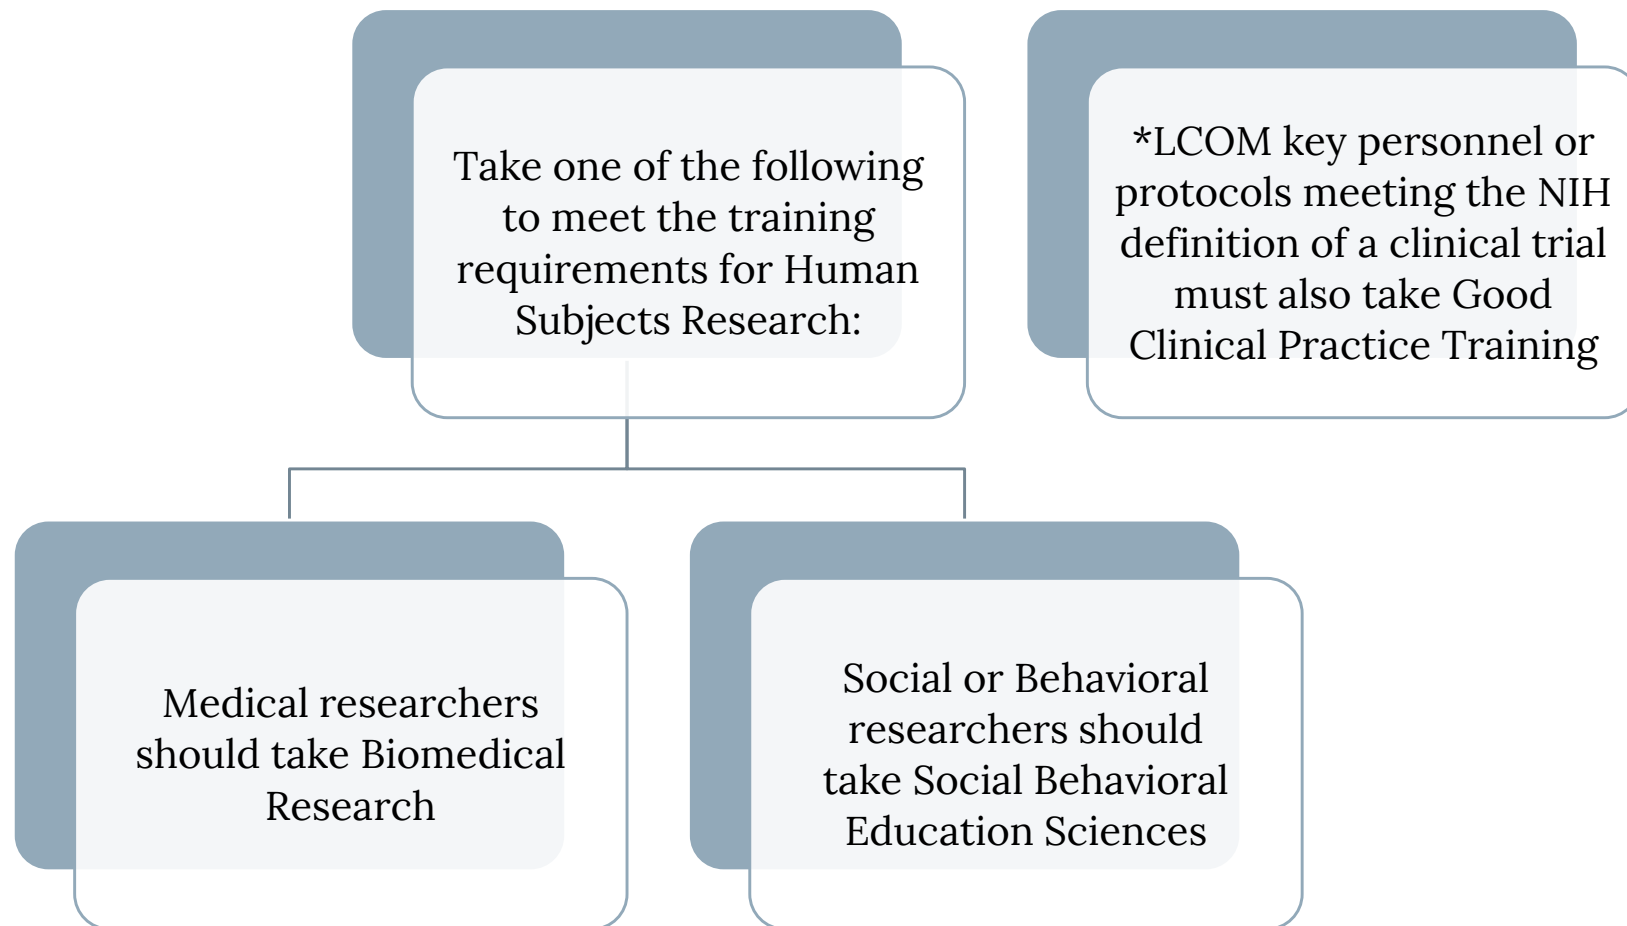 Take one of the following
to meet the training
requirements for Human
Subjects Research:
*LCOM key personnel or
protocols meeting the NIH
definition of a clinical trial
must also take Good
Clinical Practice Training
Medical researchers
should take Biomedical
Research
Social or Behavioral
researchers should
take Social Behavioral
Education Sciences